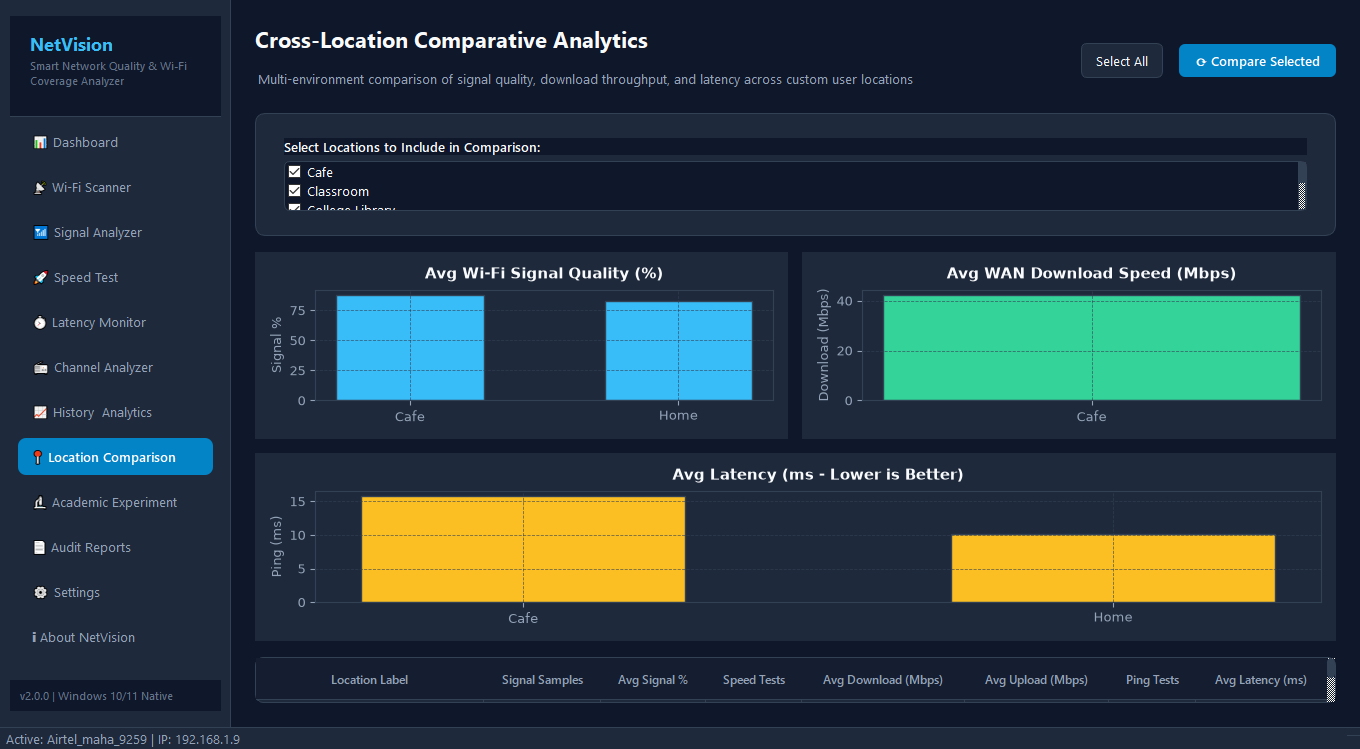 NetVision
Smart Network Quality & Wi-Fi
Coverage Analyzer
Dashboard
Wi-Fi Scanner
Signal Analyzer
Speed Test
Latency Monitor
Channel Analyzer
History Analytics
Location Comparison
Academic Experiment
Audit Reports
Settings
About NetVision
v2.0.0 | Windows 10/11 Native
Cross-Location Comparative Analytics
Multi-environment comparison of signal quality, download throughput, and latency across custom user locations
Select All
⟳ Compare Selected
Select Locations to Include in Comparison:
Cafe
Classroom
College Library
Avg Wi-Fi Signal Quality (%)
Signal %
75
50
25
0
Cafe
Home
Avg WAN Download Speed (Mbps)
Download (Mbps)
40
20
0
Cafe
Avg Latency (ms - Lower is Better)
Ping (ms)
15
10
5
0
Cafe
Home
Location Label Signal Samples Avg Signal % Speed Tests Avg Download (Mbps) Avg Upload (Mbps) Ping Tests Avg Latency (ms)
Active: Airtel_maha_9259 | IP: 192.168.1.9